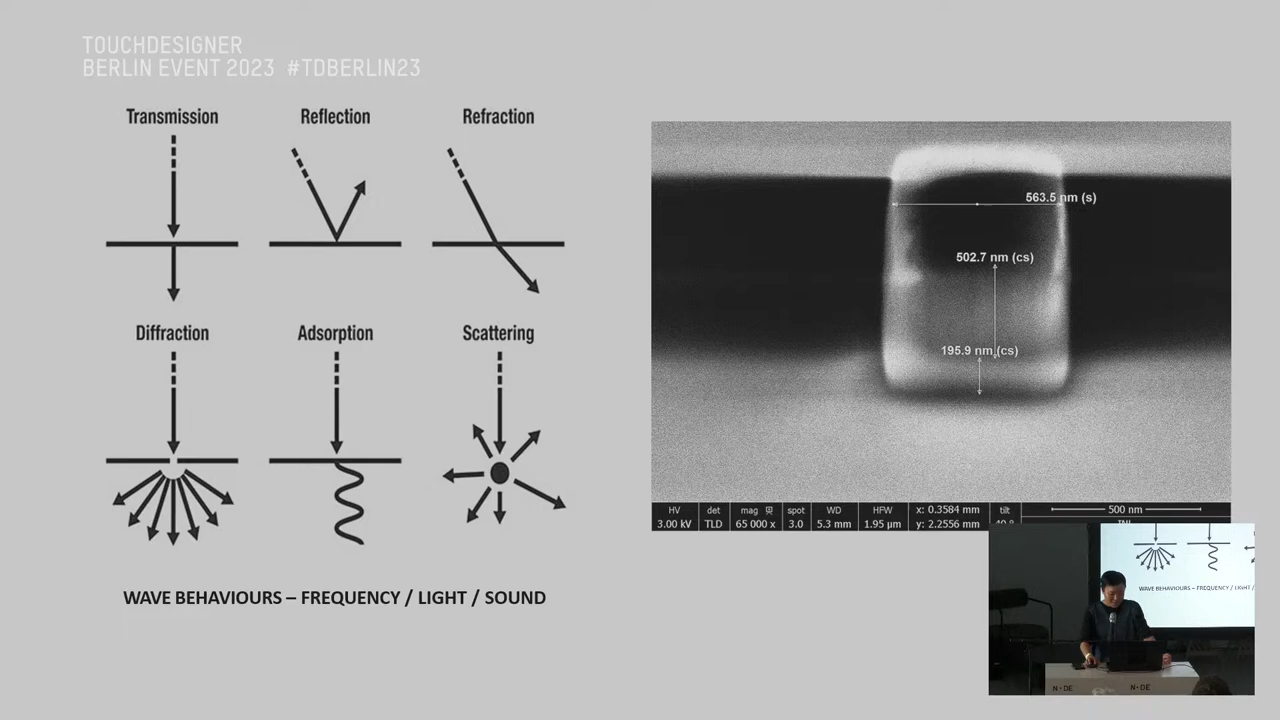 TOUCHDESIGNER
BERLIN EVENT 2023 #TDBERLIN23
Transmission
Reflection
Refraction
Diffraction
Adsorption
Scattering
WAVE BEHAVIOURS – FREQUENCY / LIGHT / SOUND
563.5 nm (s)
502.7 nm (cs)
195.9 nm (cs)
HV det mag spot WD HFW x: 0.3584 mm tilt 500 nm
3.00 kV TLD 65 000 x 3.0 5.3 mm 1.95 µm y: 2.2556 mm
WAVE BEHAVIOURS – FREQUENCY / LIGHT /
N·DE
N·DE